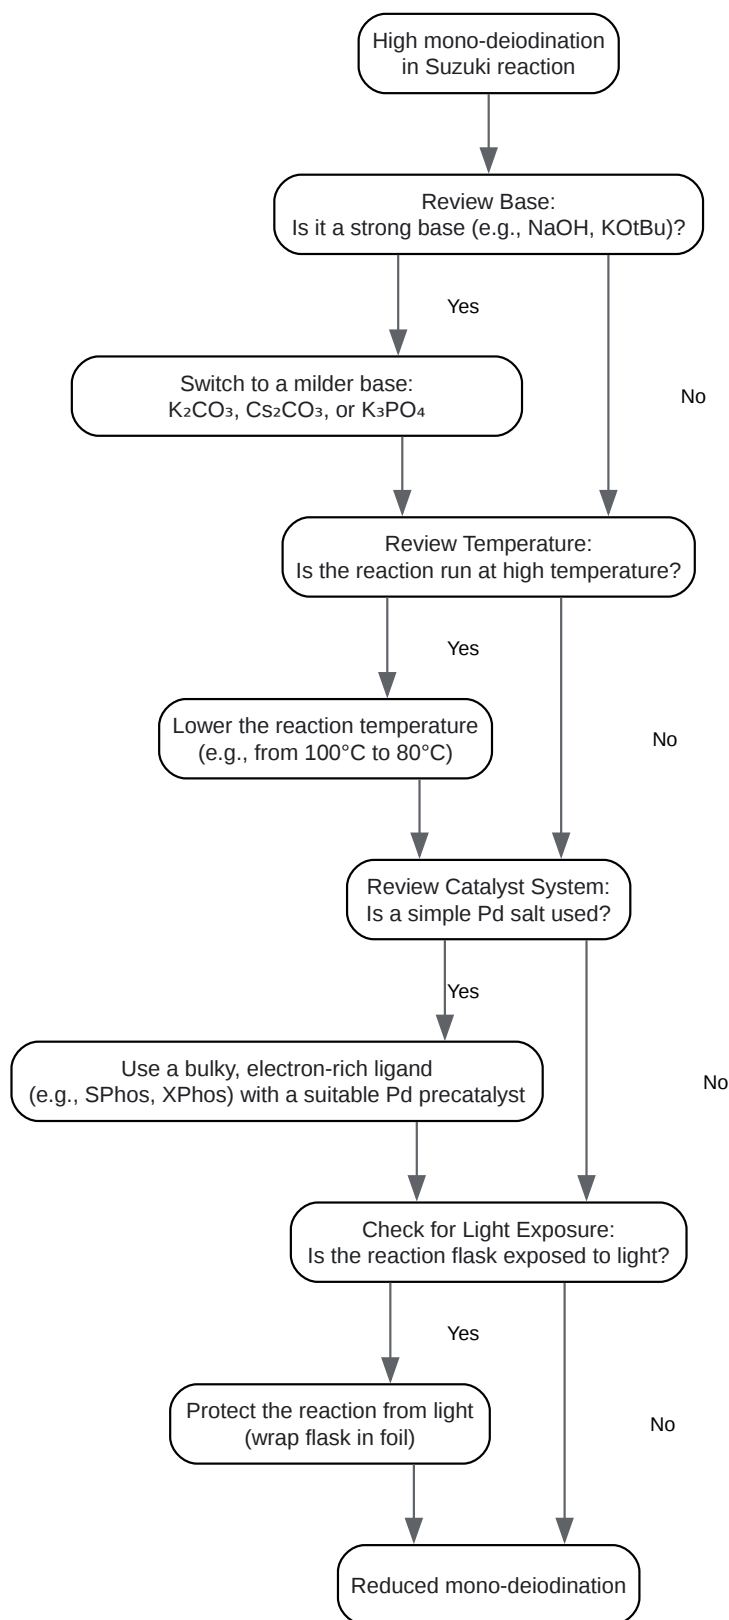 High mono-deiodination
in Suzuki reaction
Review Base:
Is it a strong base (e.g., NaOH, KOtBu)?
Yes
Switch to a milder base:
K₂CO₃, Cs₂CO₃, or K₃PO₄
No
Review Temperature:
Is the reaction run at high temperature?
Yes
Lower the reaction temperature
(e.g., from 100°C to 80°C)
No
Review Catalyst System:
Is a simple Pd salt used?
Yes
Use a bulky, electron-rich ligand
(e.g., SPhos, XPhos) with a suitable Pd precatalyst
No
Check for Light Exposure:
Is the reaction flask exposed to light?
Yes
Protect the reaction from light
(wrap flask in foil)
No
Reduced mono-deiodination